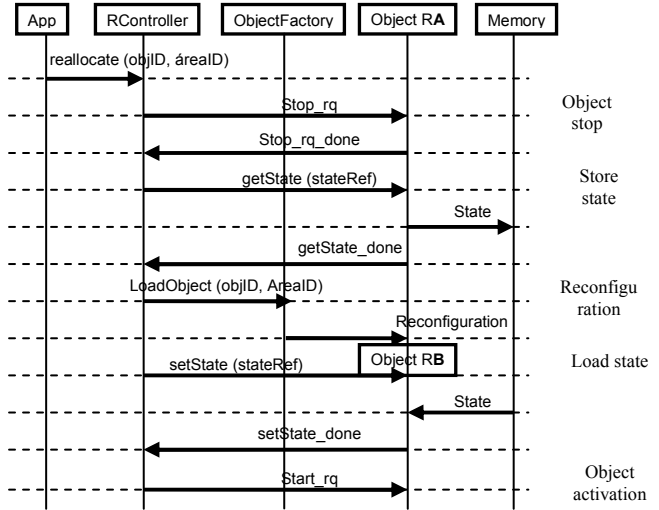 App RController ObjectFactory Object RA Memory
reallocate (objID, áreaID)
Stop_rq
Object
stop
Stop_rq_done
getState (stateRef)
Store
state
State
getState_done
LoadObject (objID, AreaID)
Reconfigu
ration
Reconfiguration
Object RB
setState (stateRef)
Load state
State
setState_done
Start_rq
Object
activation